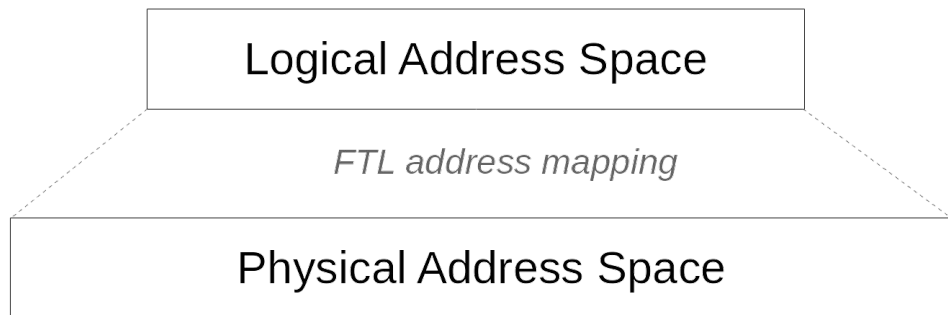 Logical Address Space
FTL address mapping
Physical Address Space